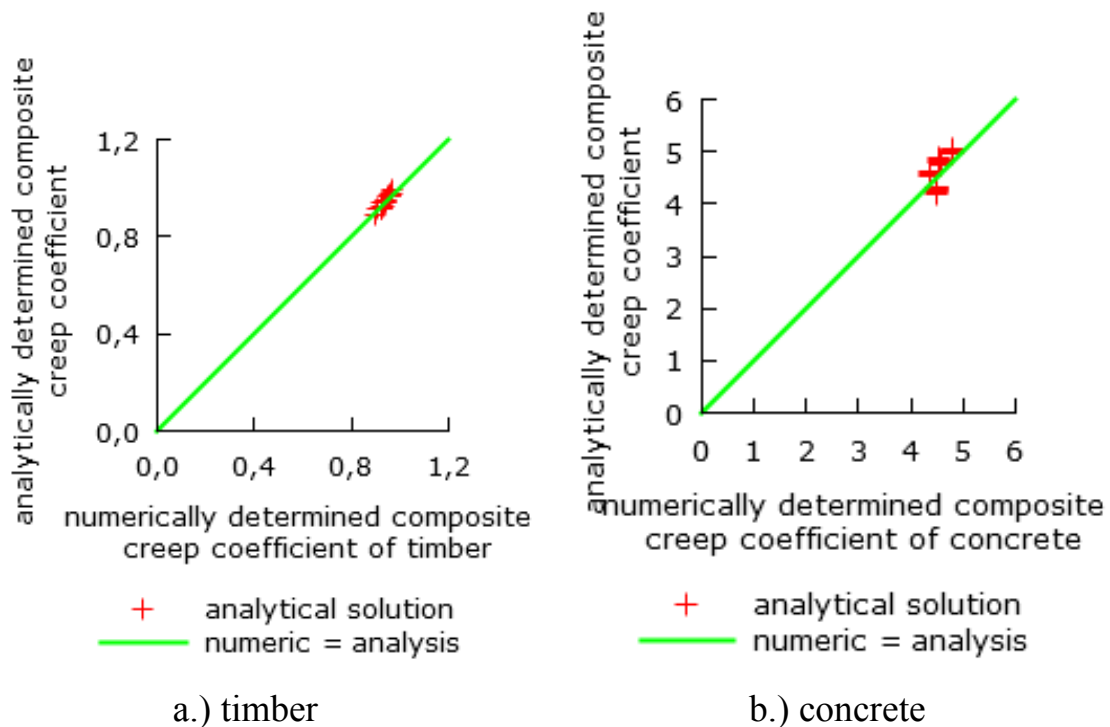 analytically determined composite
creep coefficient
1,2
0,8
0,4
0,0
0,0 0,4 0,8 1,2
numerically determined composite
creep coefficient of timber
analytical solution
numeric = analysis
a.) timber
analytically determined composite
creep coefficient
6
5
4
3
2
1
0
0 1 2 3 4 5 6
numerically determined composite
creep coefficient of concrete
analytical solution
numeric = analysis
b.) concrete